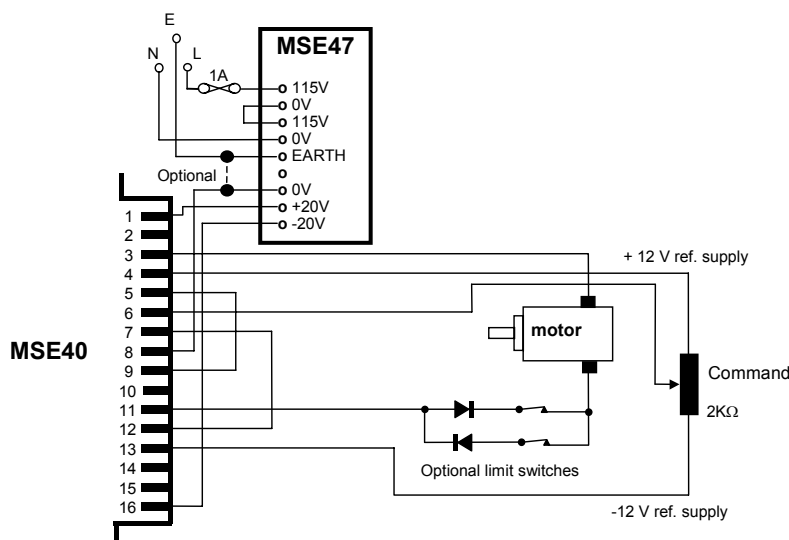 E
MSE47
N
L
1A
115V
0V
115V
0V
EARTH
Optional
0V
+20V
-20V
1
2
3
4
5
6
7
8
9
10
11
12
13
14
15
16
MSE40
+ 12 V ref. supply
motor
Command
2KΩ
Optional limit switches
-12 V ref. supply